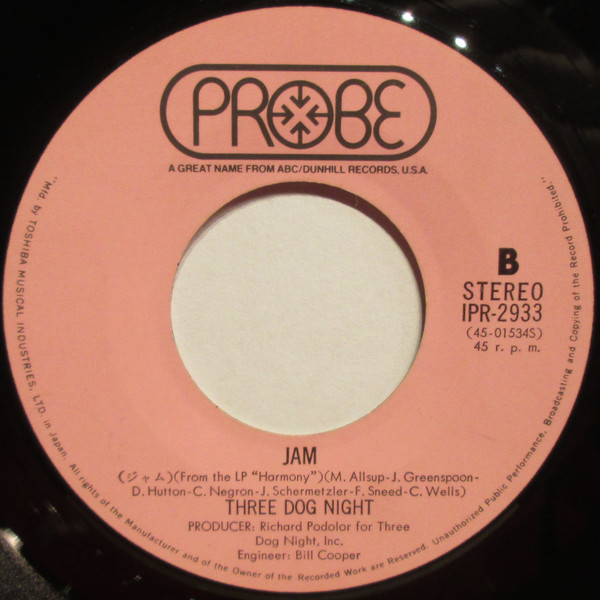 PROBE
A GREAT NAME FROM ABC/DUNHILL RECORDS, U.S.A.
B
STEREO
IPR-2933
(45-01534S)
45 r. p. m.
JAM
(ジャム)(From the LP "Harmony")(M. Allsup-J. Greenspoon-
D. Hutton-C. Negron-J. Schermetzler-F. Sneed-C. Wells)
THREE DOG NIGHT
PRODUCER: Richard Podolor for Three
Dog Night, Inc.
Engineer: Bill Cooper
"Mfd. by TOSHIBA MUSICAL INDUSTRIES, LTD. in Japan. All rights of the Manufacturer and of the Owner of the Recorded Work are Reserved. Unauthorized Public Performance, Broadcasting and Copying of the Record Prohibited."